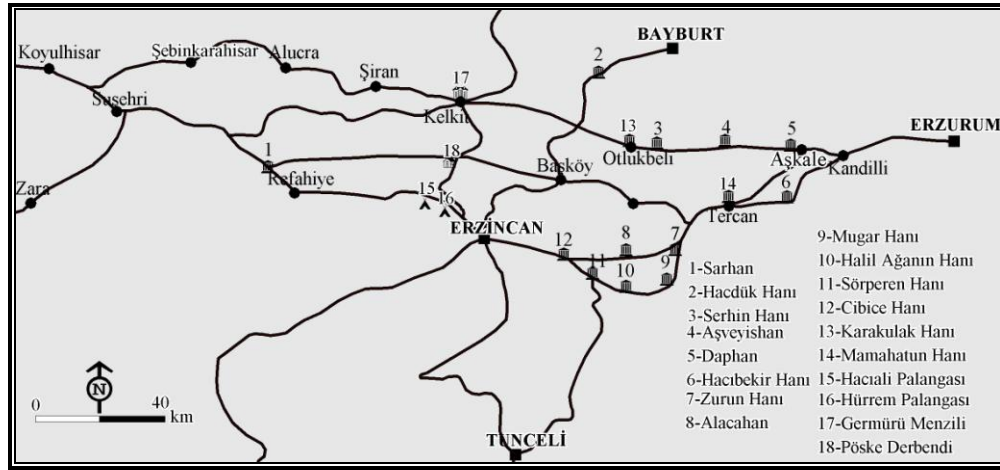 BAYBURT
2
Koyulhisar
Şebinkarahisar
Alucra
Şiran
17
Kelkit
Suşehri
13
3
4
5
ERZURUM
Otlukbeli
Aşkale
Kandilli
1
18
Başköy
Refahiye
Zara
15
16
14
6
Tercan
ERZİNCAN
12
8
7
11
10
9
TUNCELİ
N
0
40
km
1-Sarhan
2-Hacdük Hanı
3-Serhin Hanı
4-Aşveyishan
5-Daphan
6-Hacıbekir Hanı
7-Zurun Hanı
8-Alacahan
9-Mugar Hanı
10-Halil Ağanın Hanı
11-Sörperen Hanı
12-Cibice Hanı
13-Karakulak Hanı
14-Mamahatun Hanı
15-Hacıali Palangası
16-Hürrem Palangası
17-Germürü Menzili
18-Pöske Derbendi